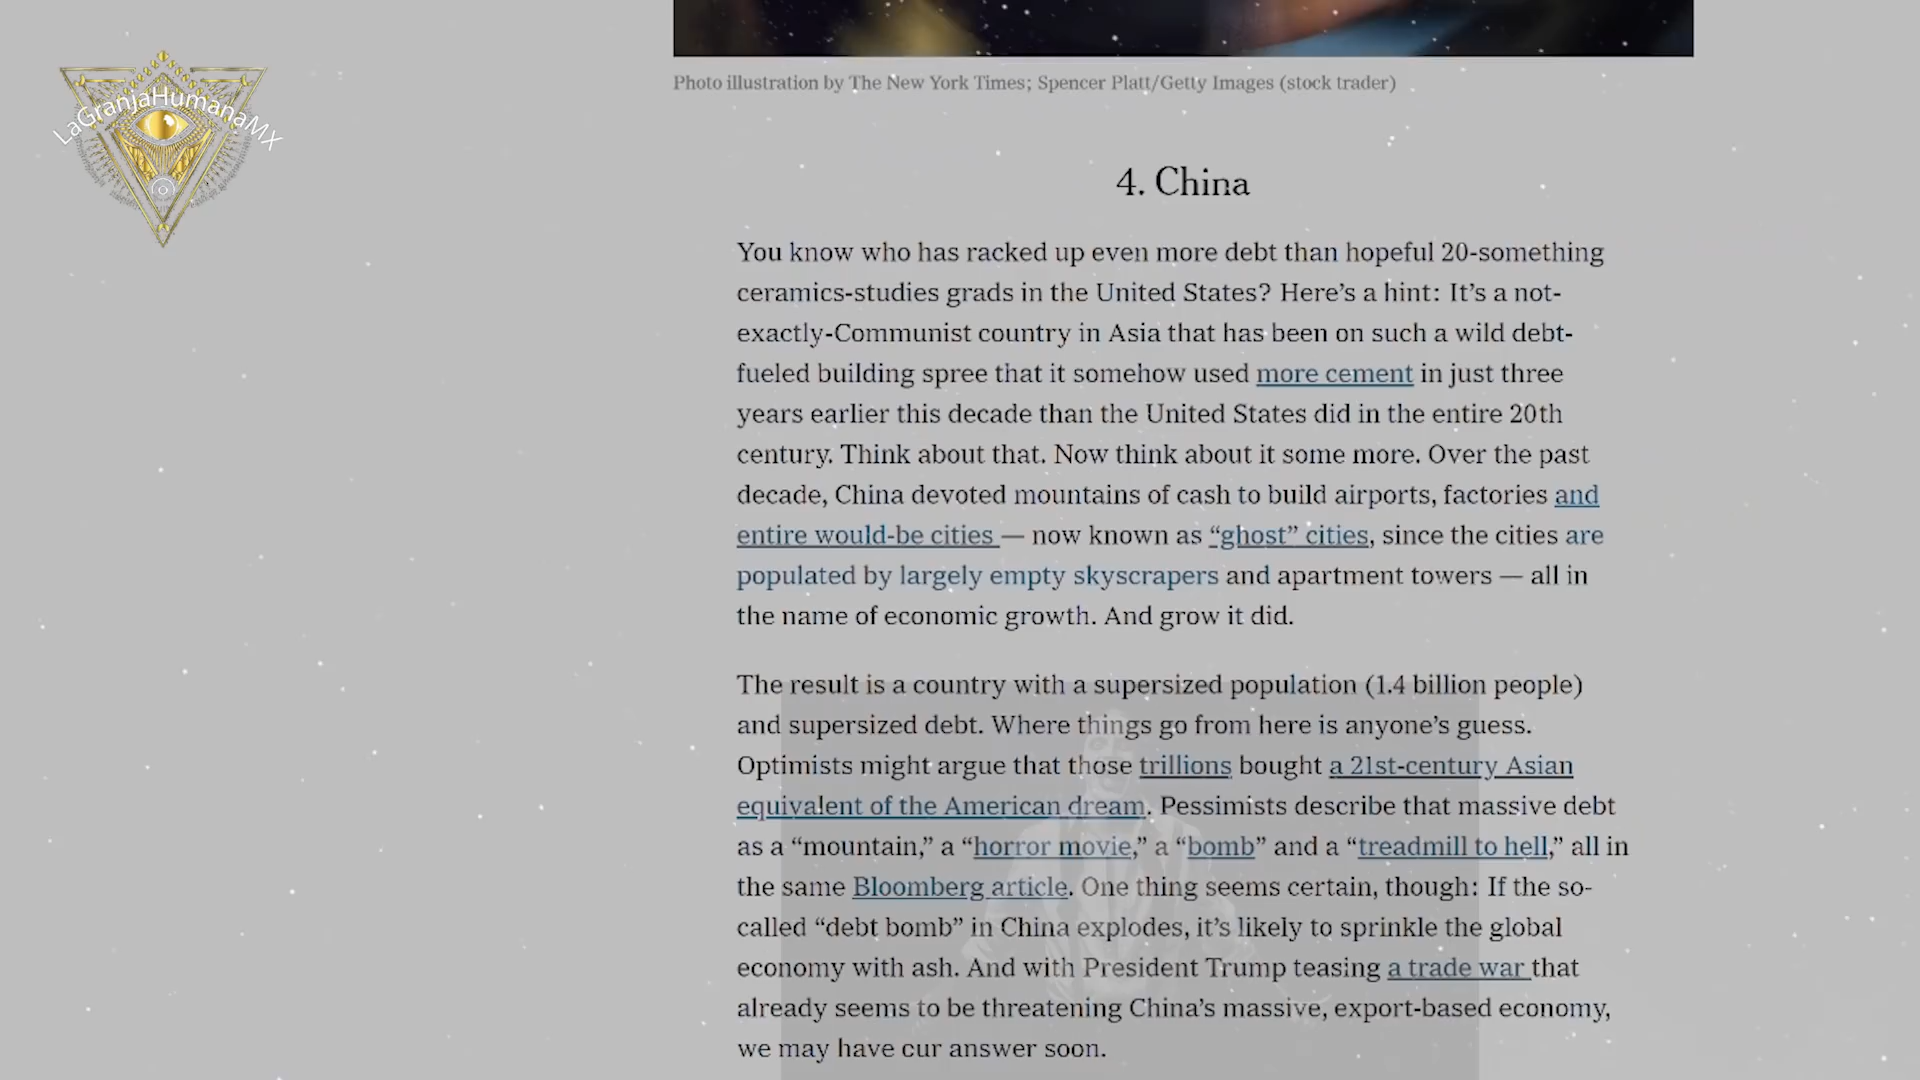 LaGranjaHumanaMX
Photo illustration by The New York Times; Spencer Platt/Getty Images (stock trader)
4. China
You know who has racked up even more debt than hopeful 20-something
ceramics-studies grads in the United States? Here’s a hint: It’s a not-
exactly-Communist country in Asia that has been on such a wild debt-
fueled building spree that it somehow used more cement in just three
years earlier this decade than the United States did in the entire 20th
century. Think about that. Now think about it some more. Over the past
decade, China devoted mountains of cash to build airports, factories and
entire would-be cities — now known as “ghost” cities, since the cities are
populated by largely empty skyscrapers and apartment towers — all in
the name of economic growth. And grow it did.
The result is a country with a supersized population (1.4 billion people)
and supersized debt. Where things go from here is anyone’s guess.
Optimists might argue that those trillions bought a 21st-century Asian
equivalent of the American dream. Pessimists describe that massive debt
as a “mountain,” a “horror movie,” a “bomb” and a “treadmill to hell,” all in
the same Bloomberg article. One thing seems certain, though: If the so-
called “debt bomb” in China explodes, it’s likely to sprinkle the global
economy with ash. And with President Trump teasing a trade war that
already seems to be threatening China’s massive, export-based economy,
we may have our answer soon.